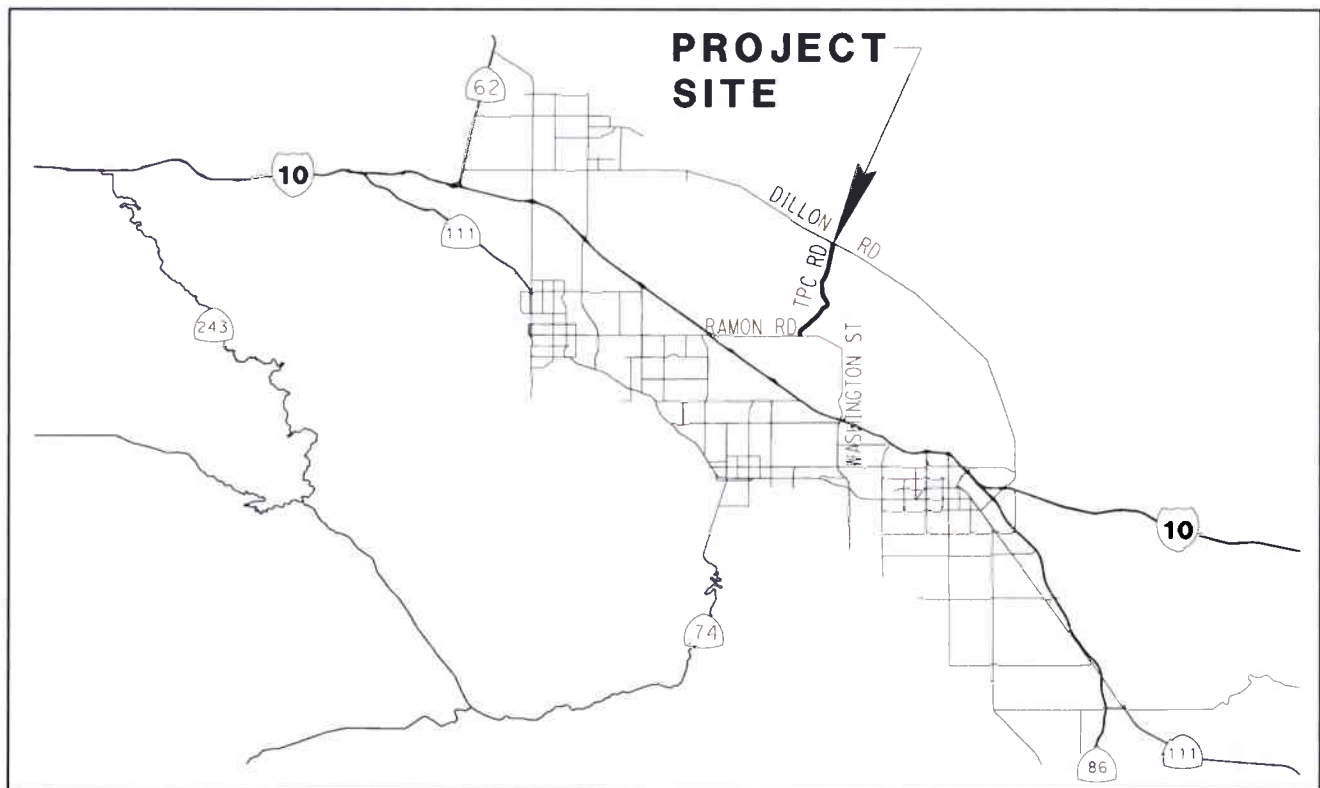 PROJECT
SITE
62
10
111
DILLON RD
TPC RD
243
RAMON RD
WASHINGTON ST
10
74
86
111